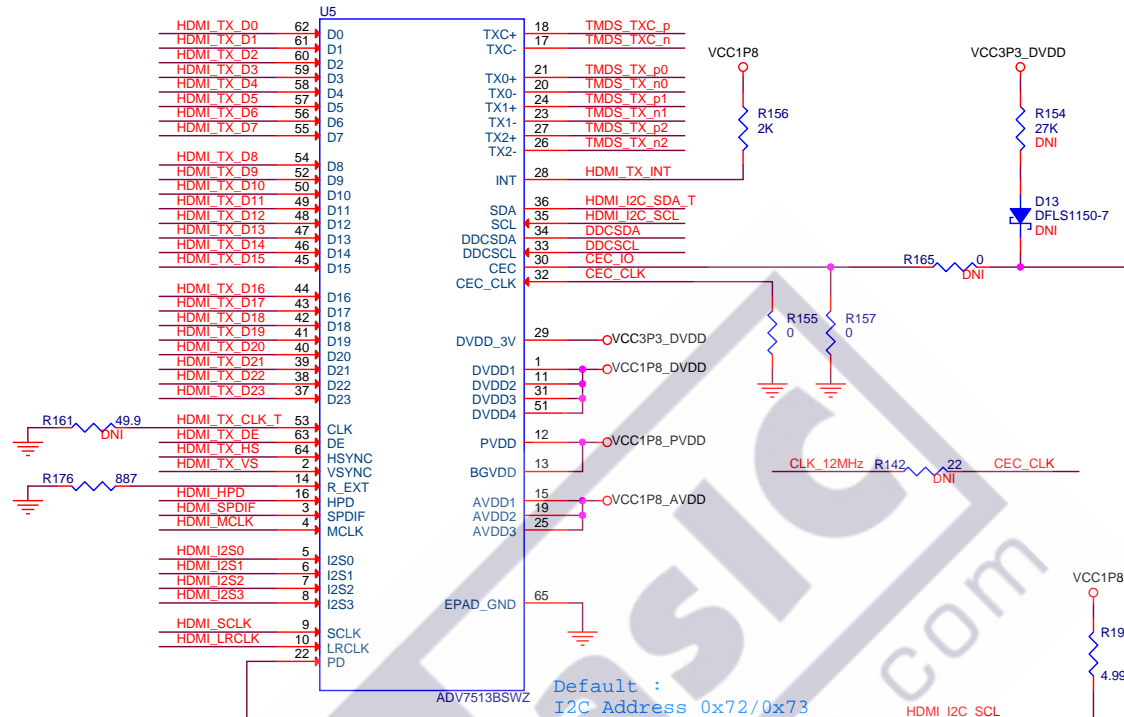 U5
HDMI_TX_D0 62 D0 TXC+ 18 TMDS_TXC_p
HDMI_TX_D1 61 D1 TXC- 17 TMDS_TXC_n
HDMI_TX_D2 60 D2
VCC1P8 VCC3P3_DVDD
HDMI_TX_D3 59 D3 TX0+ 21 TMDS_TX_p0
HDMI_TX_D4 58 D4 TX0- 20 TMDS_TX_n0
HDMI_TX_D5 57 D5 TX1+ 24 TMDS_TX_p1
HDMI_TX_D6 56 D6 TX1- 23 TMDS_TX_n1
HDMI_TX_D7 55 D7 TX2+ 27 TMDS_TX_p2
TX2- 26 TMDS_TX_n2
R156
2K
R154
27K
DNI
HDMI_TX_D8 54 D8
HDMI_TX_D9 52 D9 INT 28 HDMI_TX_INT
HDMI_TX_D10 50 D10
HDMI_TX_D11 49 D11 SDA 36 HDMI_I2C_SDA_T
HDMI_TX_D12 48 D12 SCL 35 HDMI_I2C_SCL
HDMI_TX_D13 47 D13 DDCSDA 34 DDCSDA
HDMI_TX_D14 46 D14 DDCSCL 33 DDCSCL
HDMI_TX_D15 45 D15 CEC 30 CEC_IO
CEC_CLK 32 CEC_CLK
D13
DFLS1150-7
DNI
R165 0
DNI
HDMI_TX_D16 44 D16
HDMI_TX_D17 43 D17
HDMI_TX_D18 42 D18
HDMI_TX_D19 41 D19 DVDD_3V 29 VCC3P3_DVDD
HDMI_TX_D20 40 D20
HDMI_TX_D21 39 D21 DVDD1 1 VCC1P8_DVDD
HDMI_TX_D22 38 D22 DVDD2 11
HDMI_TX_D23 37 D23 DVDD3 31
DVDD4 51
R155
0
R157
0
R161 49.9
DNI
HDMI_TX_CLK_T 53 CLK
HDMI_TX_DE 63 DE PVDD 12 VCC1P8_PVDD
HDMI_TX_HS 64 HSYNC
HDMI_TX_VS 2 VSYNC BGVDD 13
R176 887 14 R_EXT
CLK_12MHz R142 22 CEC_CLK
DNI
HDMI_HPD 16 HPD AVDD1 15 VCC1P8_AVDD
HDMI_SPDIF 3 SPDIF AVDD2 19
HDMI_MCLK 4 MCLK AVDD3 25
HDMI_I2S0 5 I2S0
HDMI_I2S1 6 I2S1
HDMI_I2S2 7 I2S2
HDMI_I2S3 8 I2S3 EPAD_GND 65
HDMI_SCLK 9 SCLK
HDMI_LRCLK 10 LRCLK
22 PD
ADV7513BSWZ
VCC1P8
R19
4.99
Default :
I2C Address 0x72/0x73
HDMI_I2C_SCL
asic
com